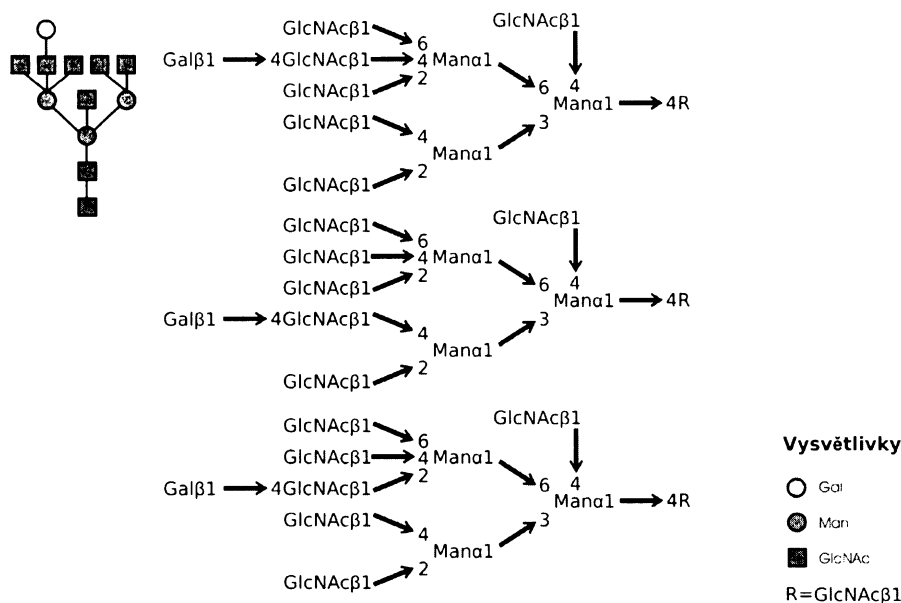 GlcNAcβ1
GlcNAcβ1
6
Galβ1 4GlcNAcβ1 4 Manα1
2
GlcNAcβ1
6 4
Manα1 4R
3
GlcNAcβ1
4
Manα1
2
GlcNAcβ1
GlcNAcβ1
GlcNAcβ1
6
GlcNAcβ1 4 Manα1
2
GlcNAcβ1
6 4
Manα1 4R
3
Galβ1 4GlcNAcβ1
4
Manα1
2
GlcNAcβ1
GlcNAcβ1
GlcNAcβ1
6
GlcNAcβ1 4 Manα1
2
Galβ1 4GlcNAcβ1
6 4
Manα1 4R
3
GlcNAcβ1
4
Manα1
2
GlcNAcβ1
Vysvětlivky
Gal
Man
GlcNAc
R=GlcNAcβ1